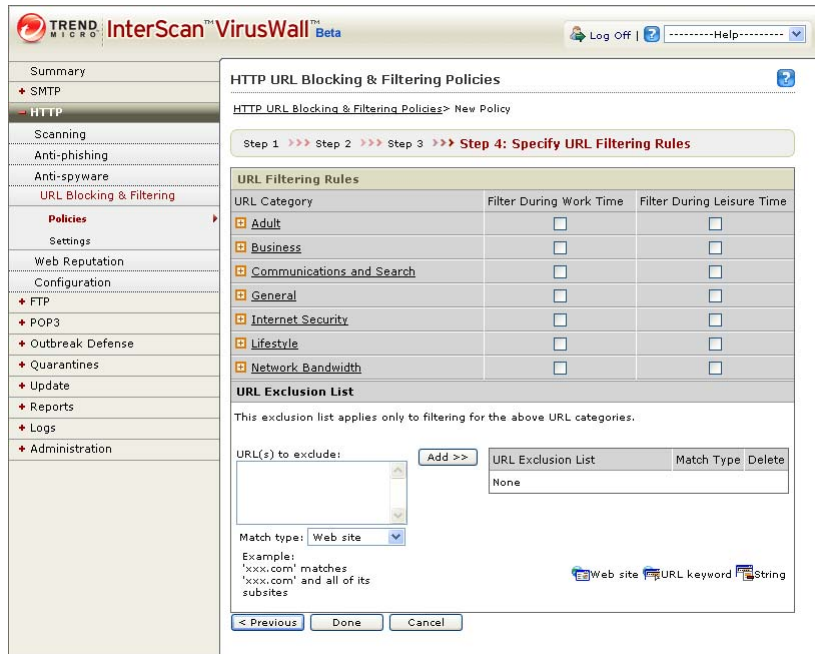 TREND MICRO InterScan™ VirusWall™ Beta
Log Off | ? ---------Help---------
Summary
+ SMTP
- HTTP
Scanning
Anti-phishing
Anti-spyware
URL Blocking & Filtering
Policies
Settings
Web Reputation
Configuration
+ FTP
+ POP3
+ Outbreak Defense
+ Quarantines
+ Update
+ Reports
+ Logs
+ Administration
HTTP URL Blocking & Filtering Policies ?
HTTP URL Blocking & Filtering Policies> New Policy
Step 1 >>> Step 2 >>> Step 3 >>> Step 4: Specify URL Filtering Rules
URL Filtering Rules
URL Category Filter During Work Time Filter During Leisure Time
+ Adult
+ Business
+ Communications and Search
+ General
+ Internet Security
+ Lifestyle
+ Network Bandwidth
URL Exclusion List
This exclusion list applies only to filtering for the above URL categories.
URL(s) to exclude:
Add >>
URL Exclusion List Match Type Delete
None
Match type: Web site
Example:
'xxx.com' matches
'xxx.com' and all of its
subsites
Web site URL keyword String
< Previous Done Cancel